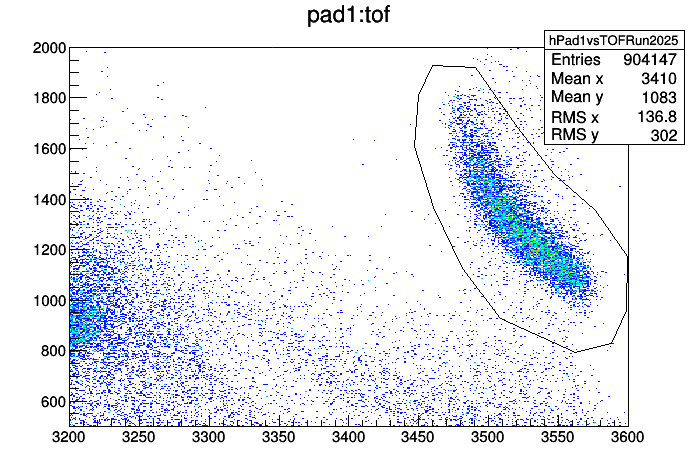 pad1:tof
hPad1vsTOFRun2025
Entries 904147
Mean x 3410
Mean y 1083
RMS x 136.8
RMS y 302
2000
1800
1600
1400
1200
1000
800
600
3200 3250 3300 3350 3400 3450 3500 3550 3600